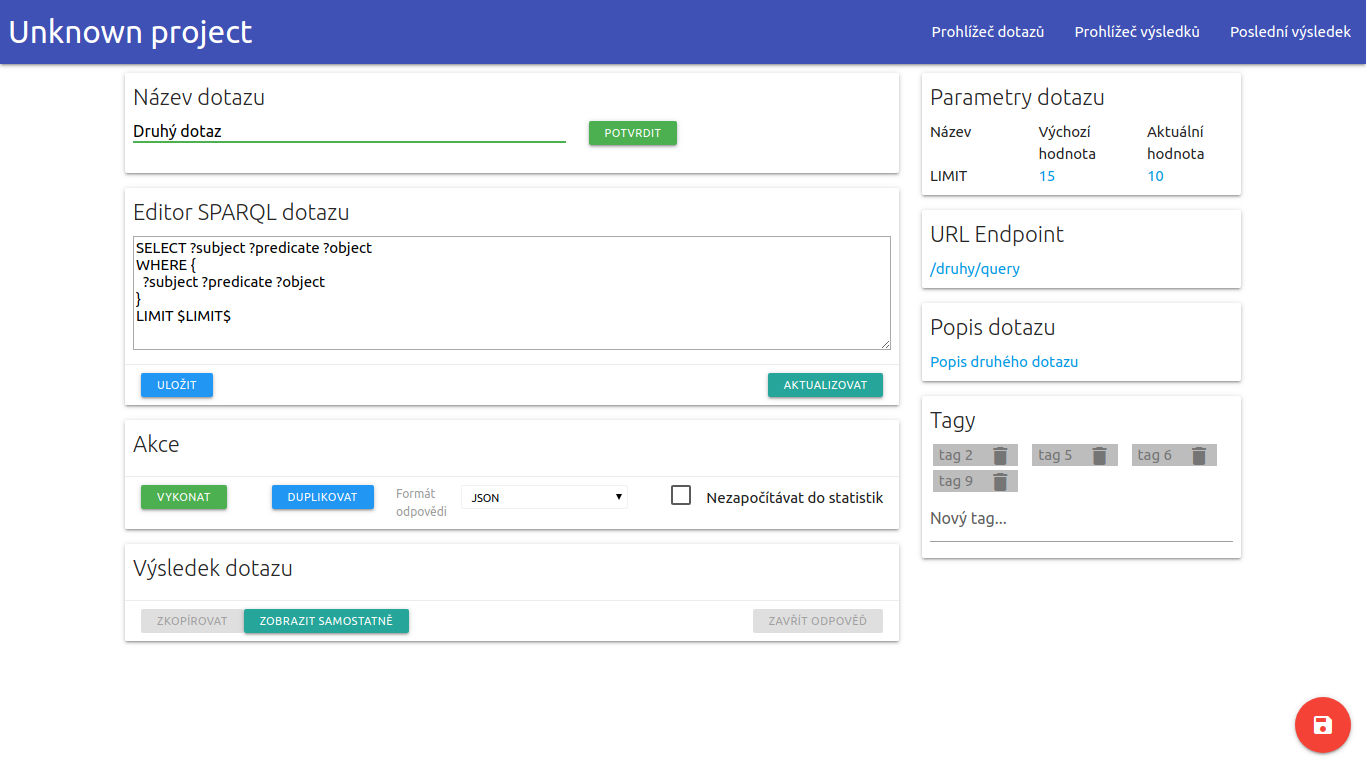 Unknown project
Prohlížeč dotazů
Prohlížeč výsledků
Poslední výsledek
Název dotazu
Druhý dotaz
POTVRDIT
Editor SPARQL dotazu
SELECT ?subject ?predicate ?object
WHERE {
?subject ?predicate ?object
}
LIMIT $LIMIT$
ULOŽIT
AKTUALIZOVAT
Akce
VYKONAT
DUPLIKOVAT
Formát
odpovědi
JSON
Nezapočítávat do statistik
Výsledek dotazu
ZKOPÍROVAT
ZOBRAZIT SAMOSTATNĚ
ZAVŘÍT ODPOVĚĎ
Parametry dotazu
Název
Výchozí
hodnota
Aktuální
hodnota
LIMIT
15
10
URL Endpoint
/druhy/query
Popis dotazu
Popis druhého dotazu
Tagy
tag 2
tag 5
tag 6
tag 9
Nový tag...